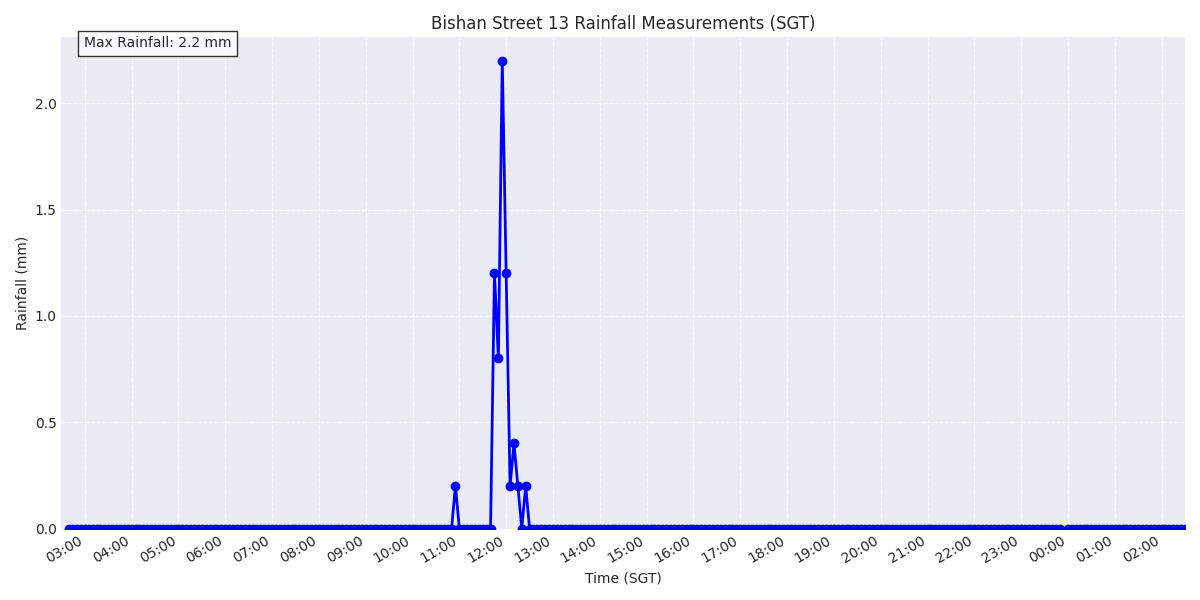 Bishan Street 13 Rainfall Measurements (SGT)
Max Rainfall: 2.2 mm
Rainfall (mm)
2.0
1.5
1.0
0.5
0.0
03:00 04:00 05:00 06:00 07:00 08:00 09:00 10:00 11:00 12:00 13:00 14:00 15:00 16:00 17:00 18:00 19:00 20:00 21:00 22:00 23:00 00:00 01:00 02:00
Time (SGT)